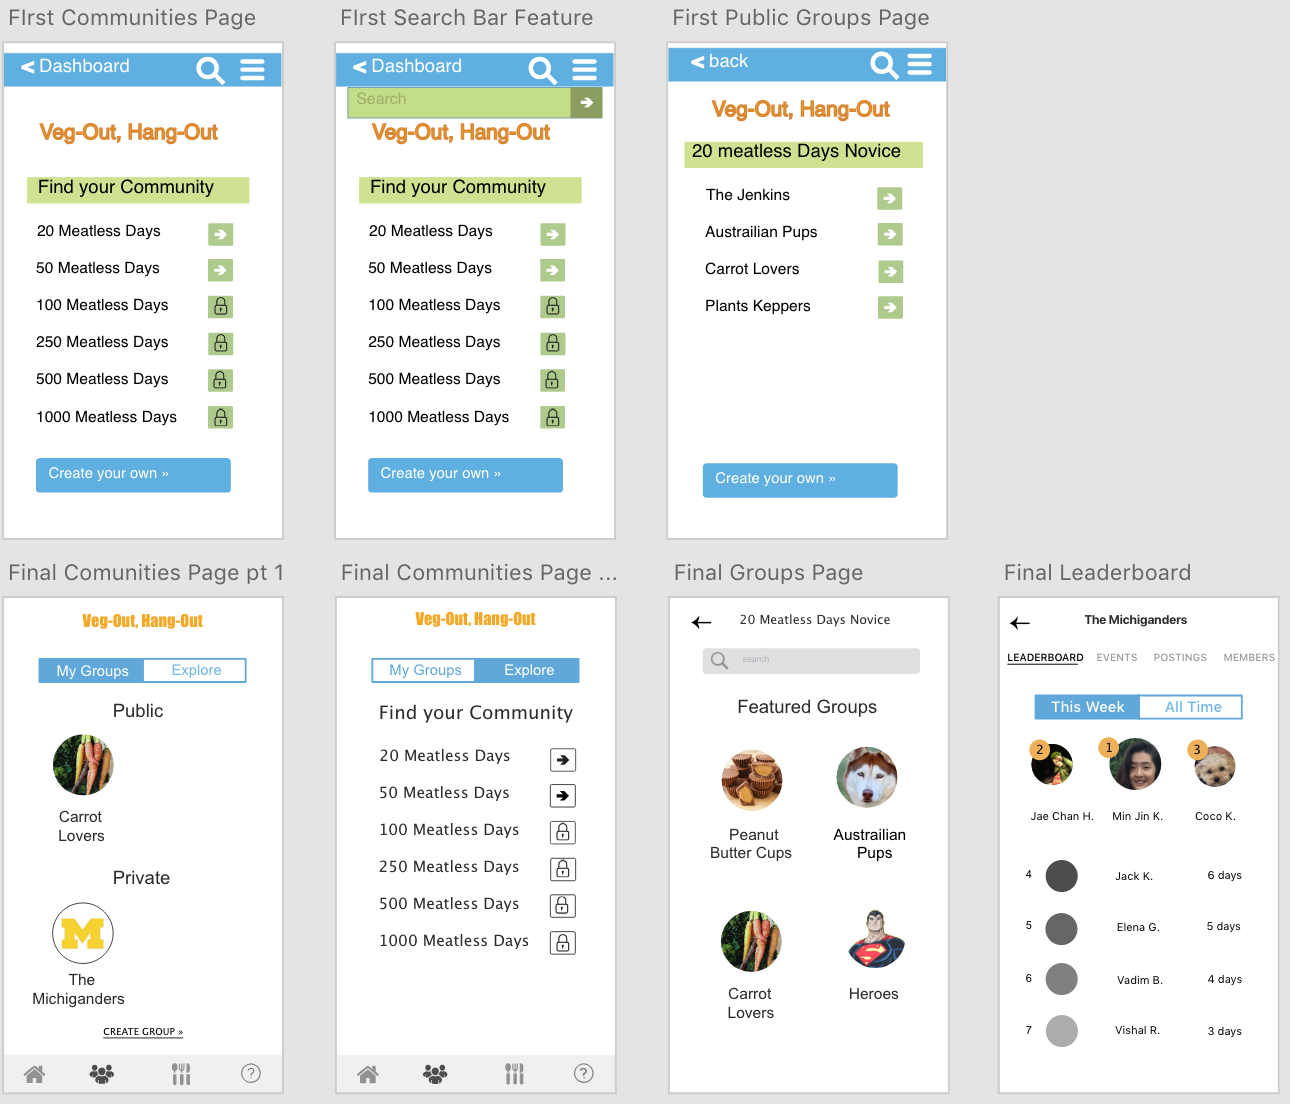 FIrst Communities Page
< Dashboard
Veg-Out, Hang-Out
Find your Community
20 Meatless Days
50 Meatless Days
100 Meatless Days
250 Meatless Days
500 Meatless Days
1000 Meatless Days
Create your own »
FIrst Search Bar Feature
< Dashboard
Search
Veg-Out, Hang-Out
Find your Community
20 Meatless Days
50 Meatless Days
100 Meatless Days
250 Meatless Days
500 Meatless Days
1000 Meatless Days
Create your own »
First Public Groups Page
< back
Veg-Out, Hang-Out
20 meatless Days Novice
The Jenkins
Austrailian Pups
Carrot Lovers
Plants Keppers
Create your own »
Final Comunities Page pt 1
Veg-Out, Hang-Out
My Groups Explore
Public
Carrot
Lovers
Private
M
The
Michiganders
CREATE GROUP »
?
Final Communities Page ...
Veg-Out, Hang-Out
My Groups Explore
Find your Community
20 Meatless Days
50 Meatless Days
100 Meatless Days
250 Meatless Days
500 Meatless Days
1000 Meatless Days
?
Final Groups Page
20 Meatless Days Novice
search
Featured Groups
Peanut
Butter Cups
Austrailian
Pups
Carrot
Lovers
Heroes
Final Leaderboard
The Michiganders
LEADERBOARD EVENTS POSTINGS MEMBERS
This Week All Time
2 1 3
Jae Chan H. Min Jin K. Coco K.
4 Jack K. 6 days
5 Elena G. 5 days
6 Vadim B. 4 days
7 Vishal R. 3 days